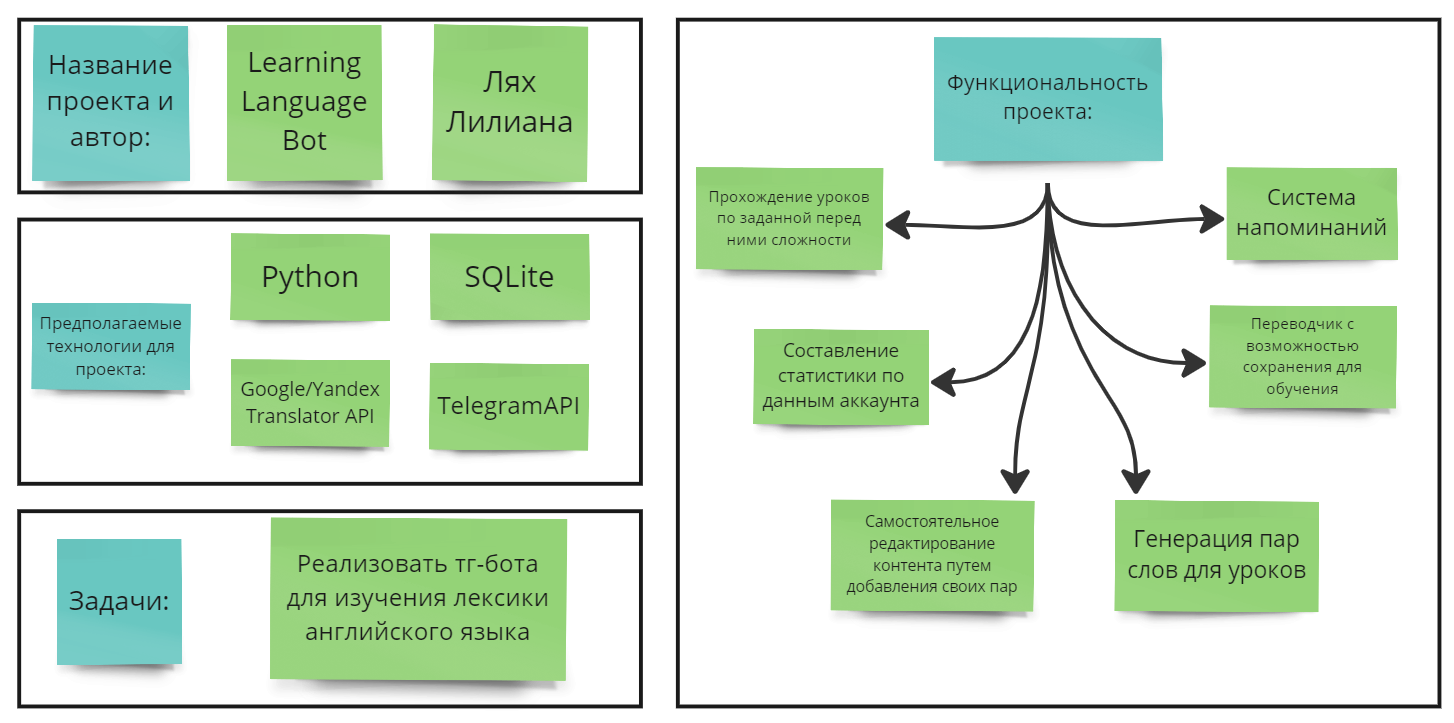 Название
проекта и
автор:
Learning
Language
Bot
Лях
Лилиана
Предполагаемые
технологии для
проекта:
Python
SQLite
Google/Yandex
Translator API
TelegramAPI
Задачи:
Реализовать тг-бота
для изучения лексики
английского языка
Функциональность
проекта:
Прохождение уроков
по заданной перед
ними сложности
Система
напоминаний
Составление
статистики по
данным аккаунта
Переводчик с
возможностью
сохранения для
обучения
Самостоятельное
редактирование
контента путем
добавления своих пар
Генерация пар
слов для уроков